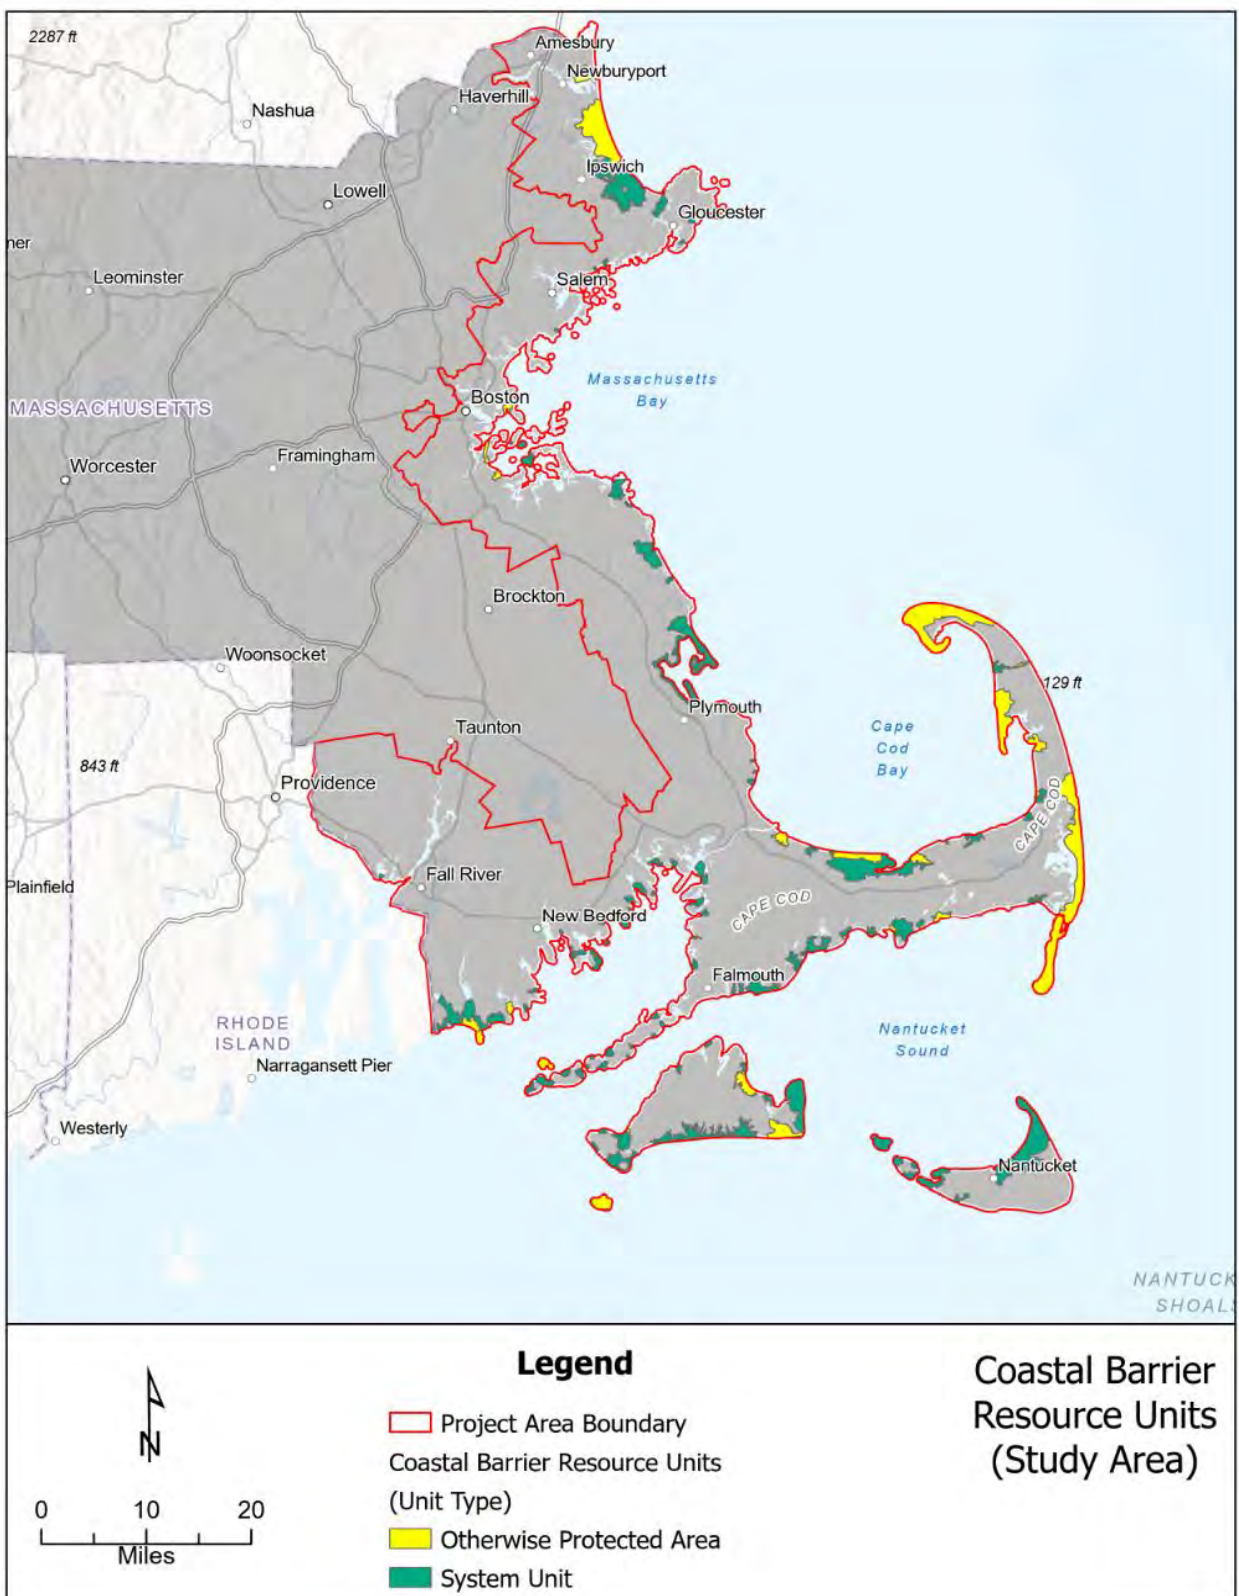 2287 ft
Amesbury
Newburyport
Haverhill
Nashua
Ipswich
Lowell
Gloucester
ner
Leominster
Salem
Massachusetts
Bay
Boston
MASSACHUSETTS
Framingham
Worcester
Brockton
Woonsocket
129 ft
Plymouth
Cape
Cod
Bay
Taunton
843 ft
Providence
CAPE COD
Plainfield
Fall River
New Bedford
CAPE COD
Falmouth
RHODE
ISLAND
Nantucket
Sound
Narragansett Pier
Westerly
Nantucket
NANTUCK
SHOALS
Legend
Project Area Boundary
Coastal Barrier Resource Units
(Unit Type)
Otherwise Protected Area
System Unit
N
0 10 20
Miles
Coastal Barrier
Resource Units
(Study Area)